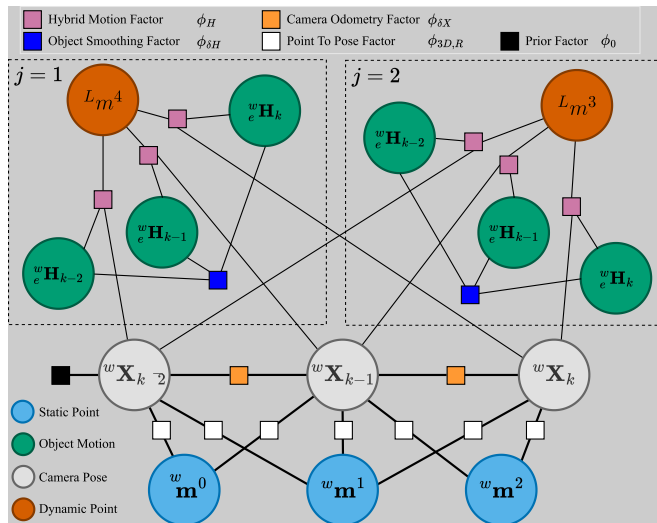 Hybrid Motion Factor ϕ_H Camera Odometry Factor ϕ_δX
Object Smoothing Factor ϕ_δH Point To Pose Factor ϕ_3D,R Prior Factor ϕ_0
j = 1
j = 2
^L m^4
^w_e H_k
^w_e H_k−1
^w_e H_k−2
^L m^3
^w_e H_k−2
^w_e H_k−1
^w_e H_k
^w X_k−2
^w X_k−1
^w X_k
Static Point
Object Motion
Camera Pose
Dynamic Point
^w m^0
^w m^1
^w m^2